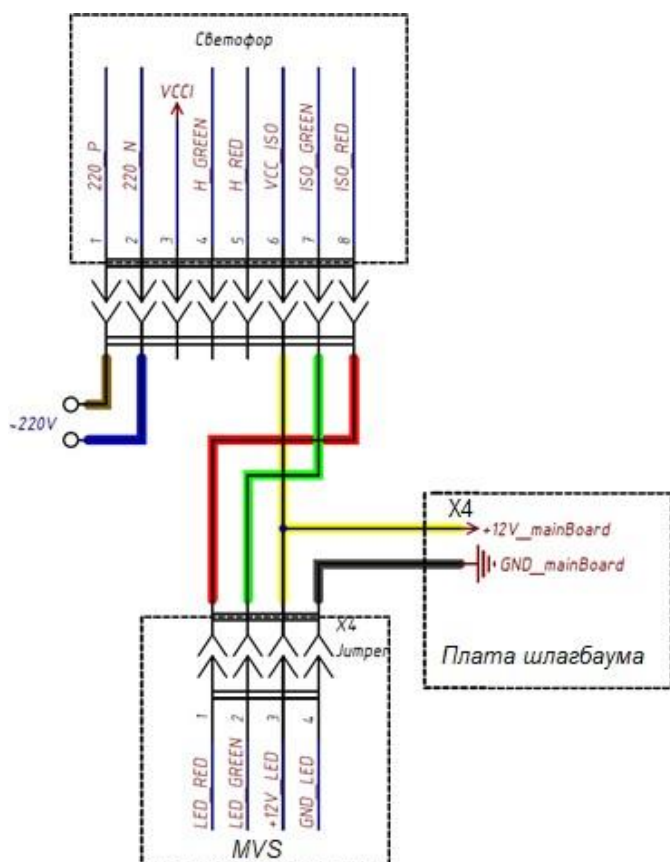 Светофор
220_P
220_N
VCCI
H_GREEN
H_RED
VCC_ISO
ISO_GREEN
ISO_RED
1
2
3
4
5
6
7
8
~220V
X4
+12V_mainBoard
GND_mainBoard
Плата шлагбаума
X4
Jumper
1
2
3
4
LED_RED
LED_GREEN
+12V_LED
GND_LED
MVS